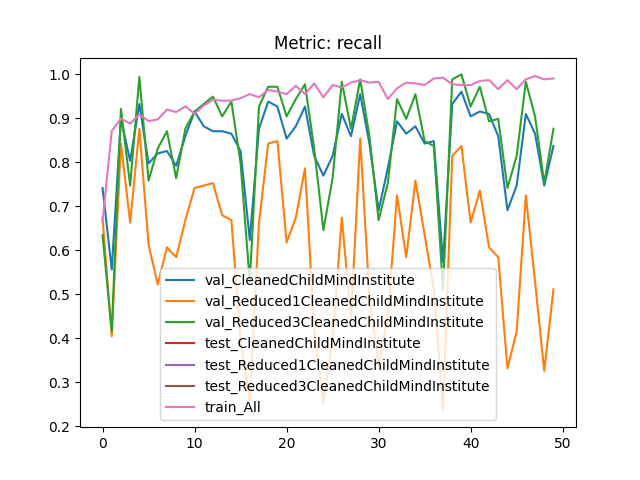 Metric: recall
1.0
0.9
0.8
0.7
0.6
0.5
0.4
0.3
0.2
val_CleanedChildMindInstitute
val_Reduced1CleanedChildMindInstitute
val_Reduced3CleanedChildMindInstitute
test_CleanedChildMindInstitute
test_Reduced1CleanedChildMindInstitute
test_Reduced3CleanedChildMindInstitute
train_All
0 10 20 30 40 50